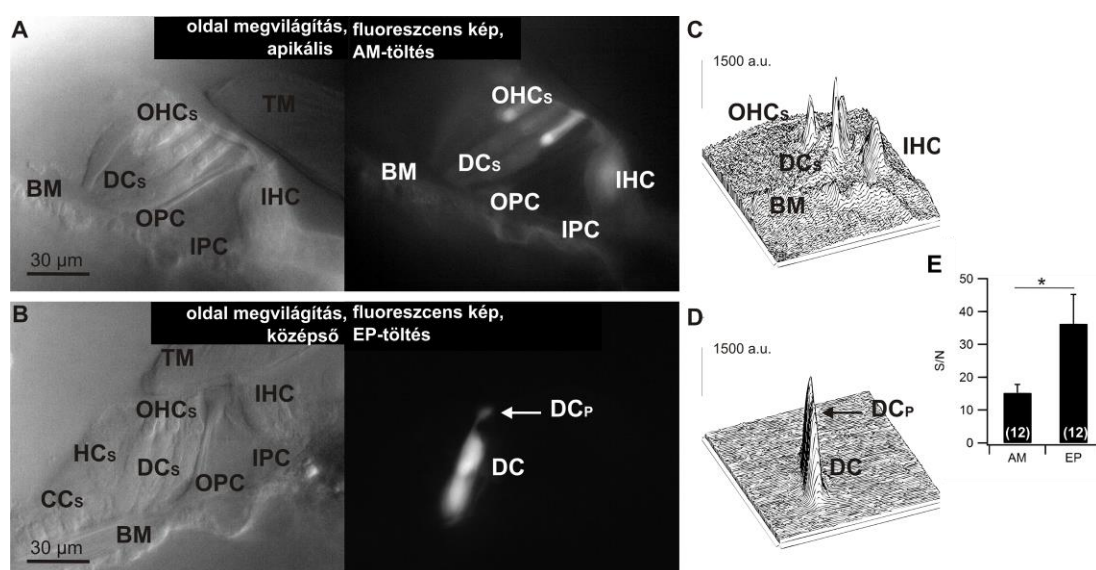 A
oldal megvilágítás,
apikális
fluoreszcens kép,
AM-töltés
TM
OHCs
DCs
BM
OPC
IHC
IPC
30 µm
OHCs
DCs
BM
OPC
IHC
IPC
B
oldal megvilágítás,
középső
fluoreszcens kép,
EP-töltés
TM
IHC
OHCs
HCs
DCs
IPC
OPC
CCs
BM
30 µm
DCP
DC
C
1500 a.u.
OHCs
IHC
DCs
BM
D
1500 a.u.
DCP
DC
E
50
40
30
20
10
0
S/N
*
(12)
(12)
AM
EP